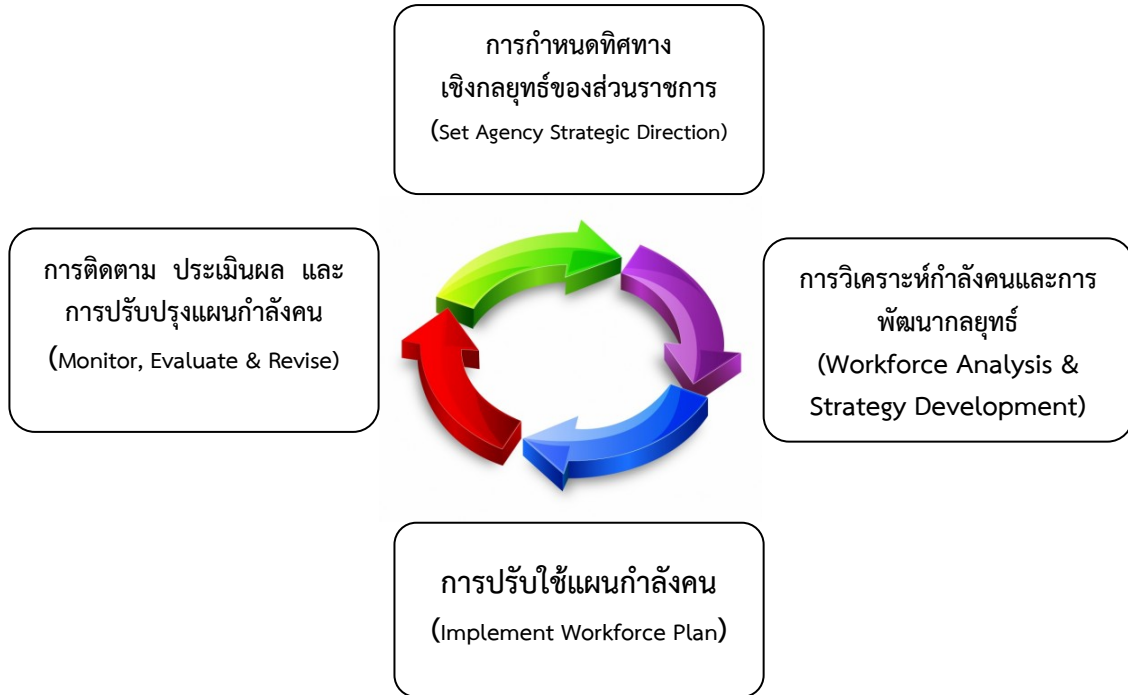 การกำหนดทิศทาง
เชิงกลยุทธ์ของส่วนราชการ
(Set Agency Strategic Direction)
การวิเคราะห์กำลังคนและการ
พัฒนากลยุทธ์
(Workforce Analysis &
Strategy Development)
การปรับใช้แผนกำลังคน
(Implement Workforce Plan)
การติดตาม ประเมินผล และ
การปรับปรุงแผนกำลังคน
(Monitor, Evaluate & Revise)